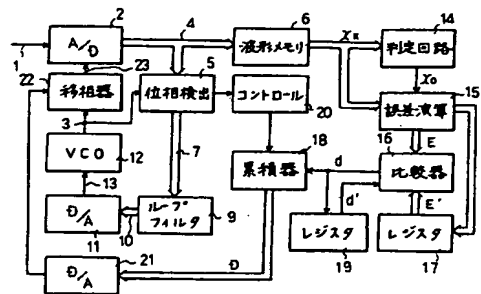 2 4 6 14
A/D 波形メモリ χn 判定回路
1 23 5 χo
22 移相器 位相検出 コントロール 誤差演算 15
3 20 18 16 E
VCO 12 7 累積器 d 比較器
13 d' E'
D/A 10 ループフィルタ 9 レジスタ レジスタ
11 21 19 17
D/A D